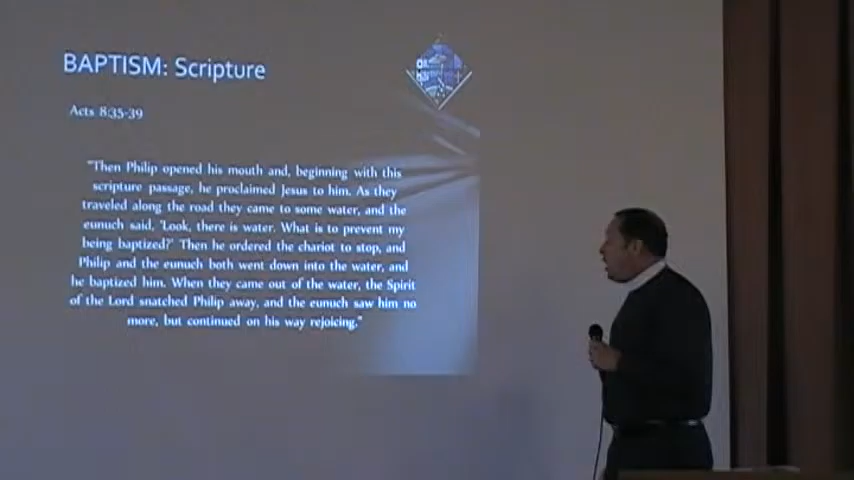 BAPTISM: Scripture
Acts 8:35-39
"Then Philip opened his mouth and, beginning with this
scripture passage, he proclaimed Jesus to him. As they
traveled along the road they came to some water, and the
eunuch said, 'Look, there is water. What is to prevent my
being baptized?' Then he ordered the chariot to stop, and
Philip and the eunuch both went down into the water, and
he baptized him. When they came out of the water, the Spirit
of the Lord snatched Philip away, and the eunuch saw him no
more, but continued on his way rejoicing."